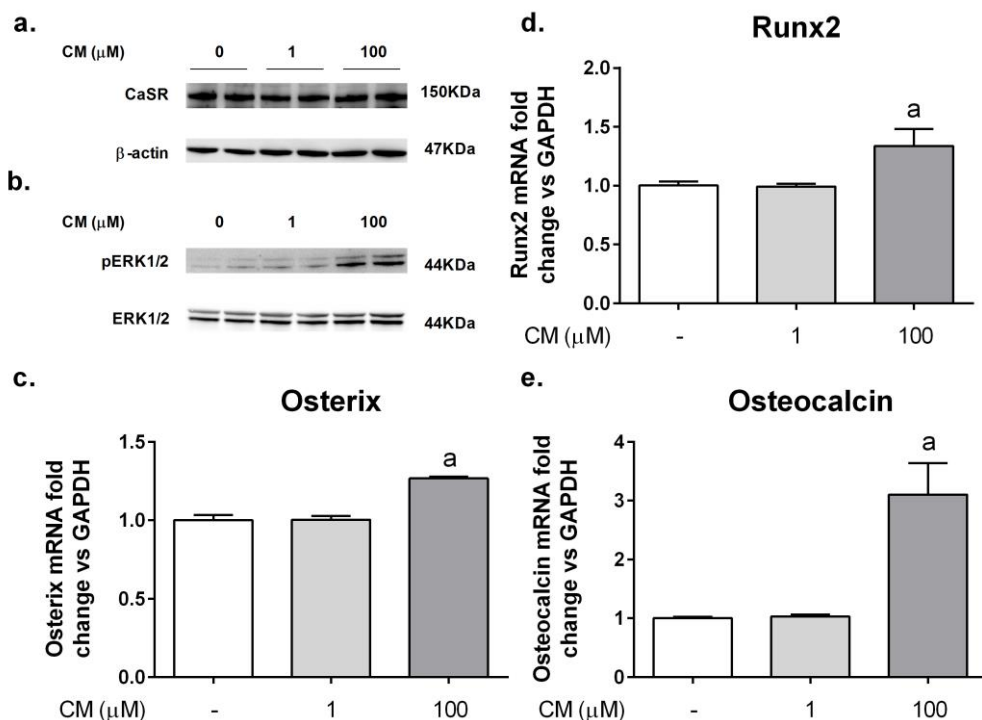 a.
CM (μM) 0 1 100
CaSR 150KDa
β-actin 47KDa
b.
CM (μM) 0 1 100
pERK1/2 44KDa
ERK1/2 44KDa
c.
Osterix
Osterix mRNA fold
change vs GAPDH
1.5
1.0
0.5
0.0
a
CM (μM) - 1 100
d.
Runx2
Runx2 mRNA fold
change vs GAPDH
2.0
1.5
1.0
0.5
0.0
a
CM (μM) - 1 100
e.
Osteocalcin
Osteocalcin mRNA fold
change vs GAPDH
4
3
2
1
0
a
CM (μM) - 1 100